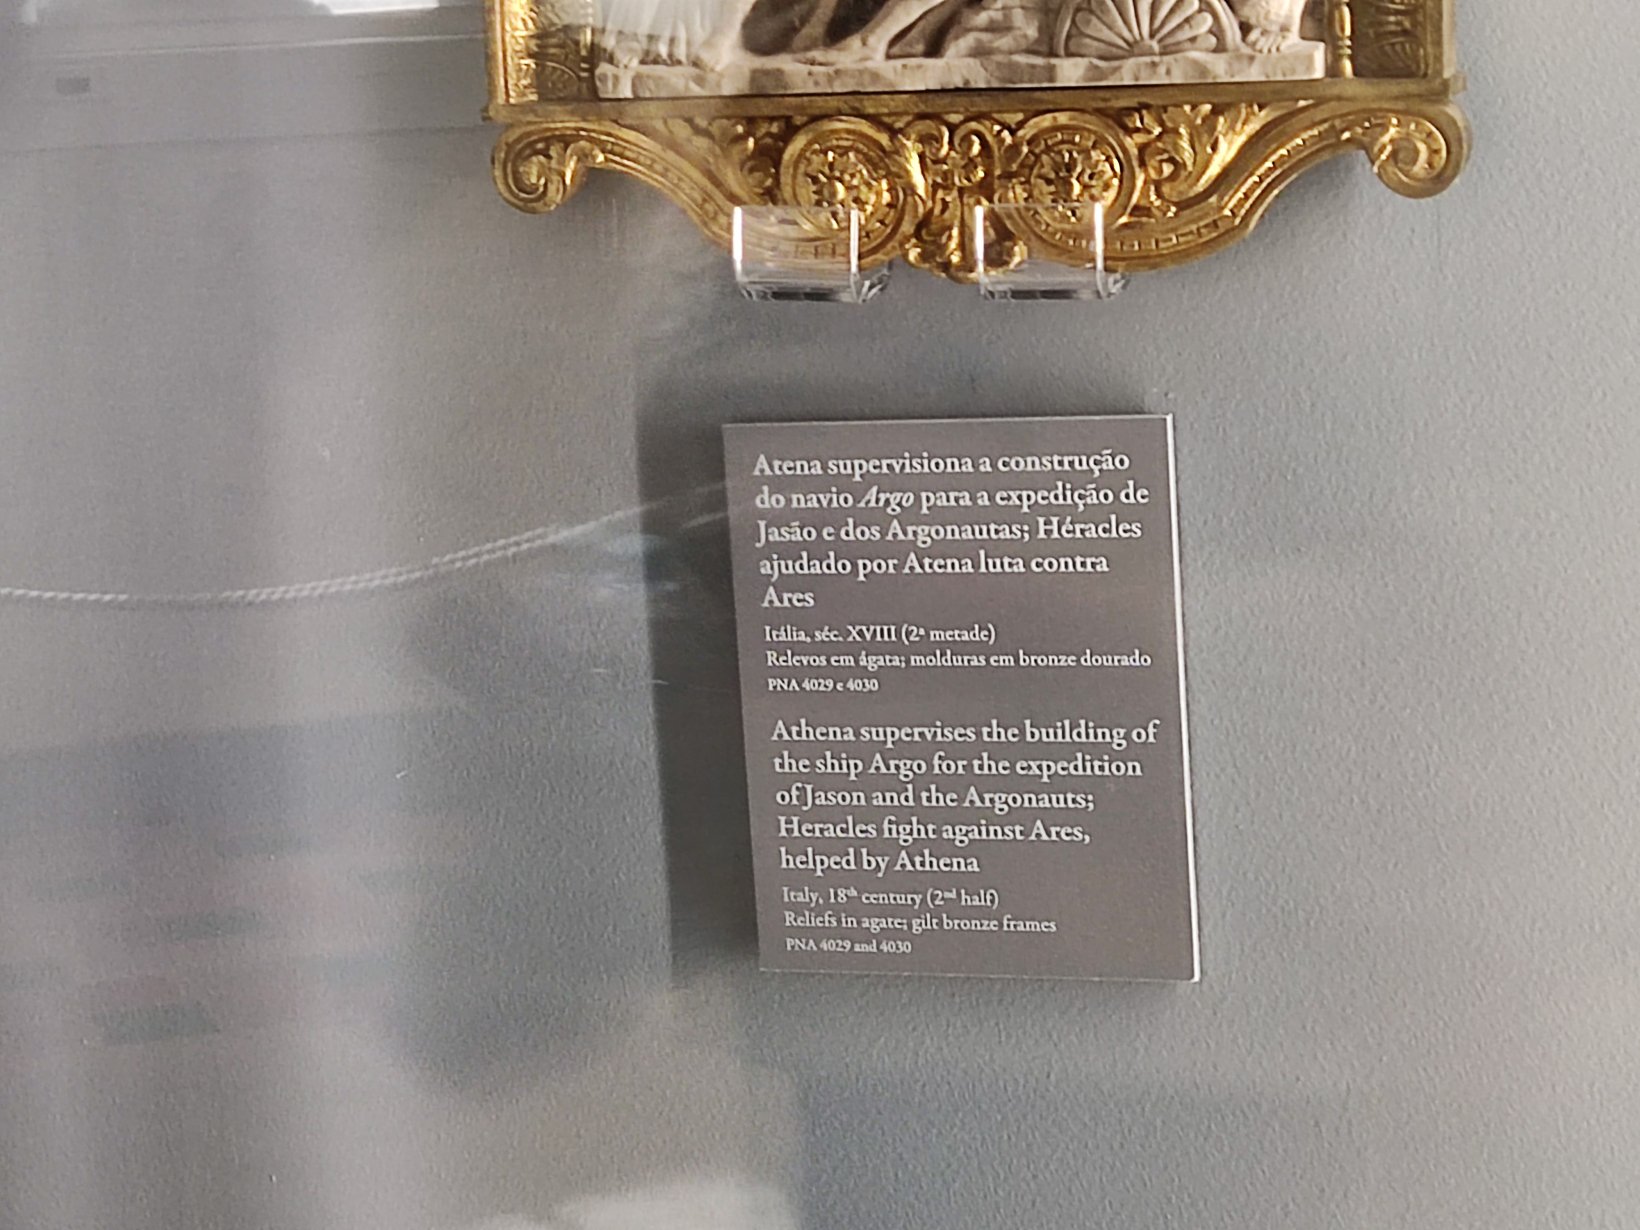 Atena supervisiona a construção
do navio Argo para a expedição de
Jasão e dos Argonautas; Héracles
ajudado por Atena luta contra
Ares
Itália, séc. XVIII (2ª metade)
Relevos em ágata; molduras em bronze dourado
PNA 4029 e 4030
Athena supervises the building of
the ship Argo for the expedition
of Jason and the Argonauts;
Heracles fight against Ares,
helped by Athena
Italy, 18th century (2nd half)
Reliefs in agate; gilt bronze frames
PNA 4029 and 4030